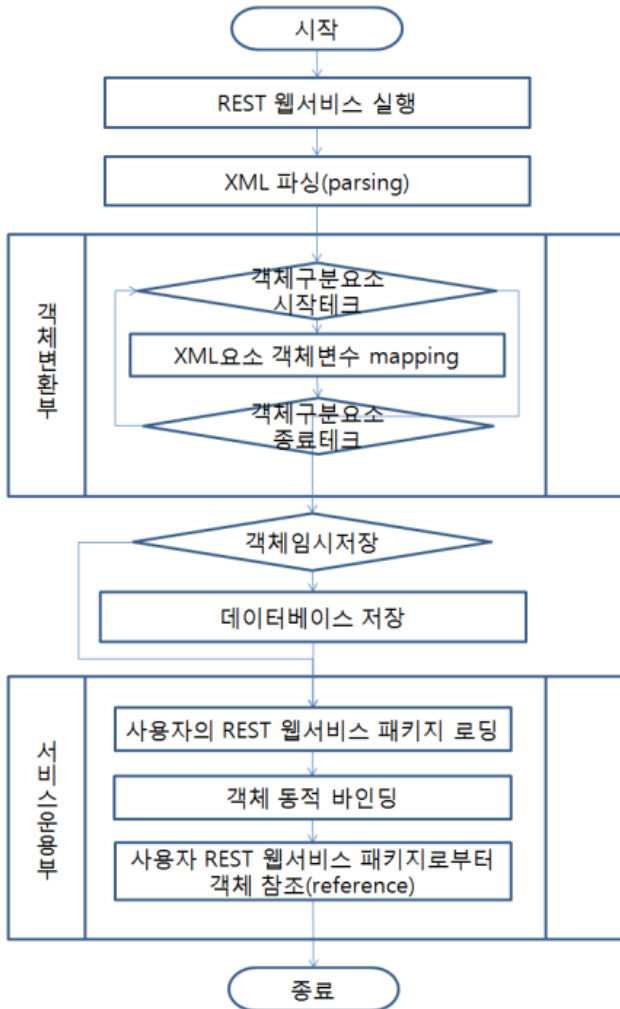 시작
REST 웹서비스 실행
XML 파싱(parsing)
객체변환부
객체구분요소
시작테크
XML요소 객체변수 mapping
객체구분요소
종료테크
객체임시저장
데이터베이스 저장
서비스운용부
사용자의 REST 웹서비스 패키지 로딩
객체 동적 바인딩
사용자 REST 웹서비스 패키지로부터
객체 참조(reference)
종료